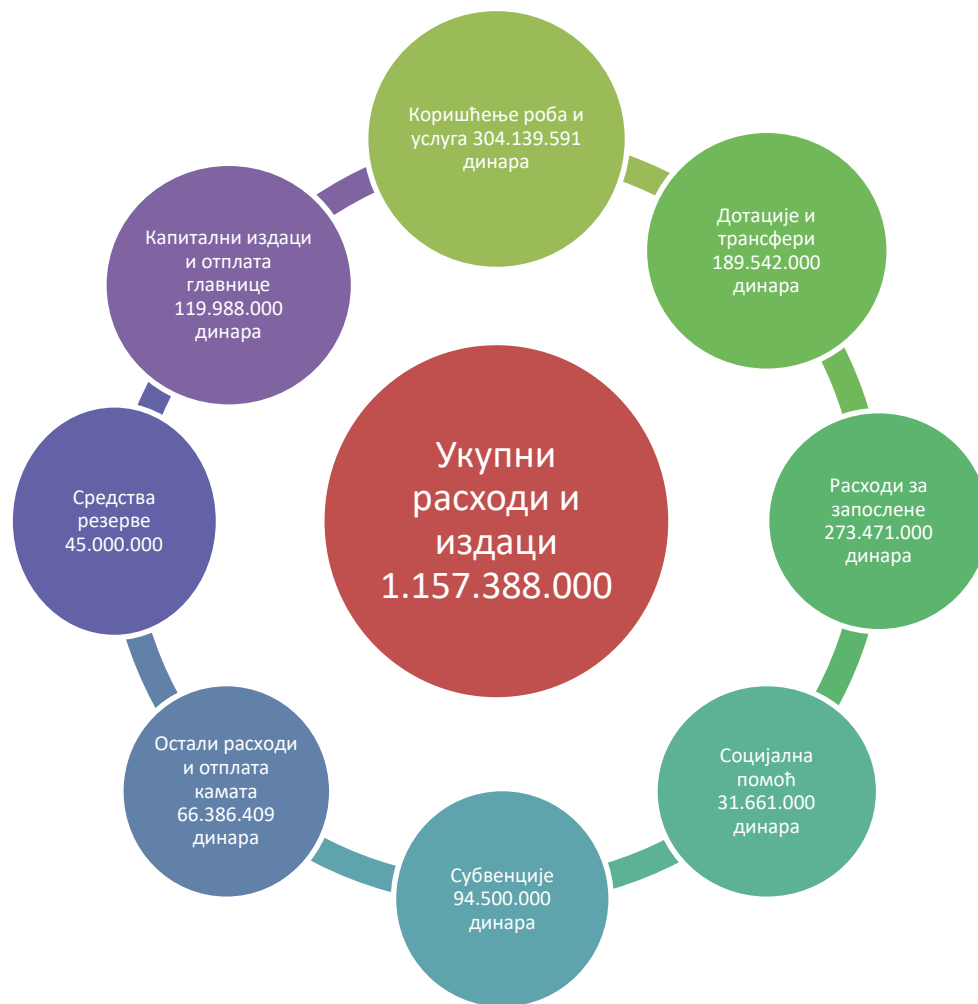 Коришћење роба и
услуга 304.139.591
динара
Дотације и
трансфери
189.542.000
динара
Расходи за
запослене
273.471.000
динара
Социјална
помоћ
31.661.000
динара
Субвенције
94.500.000
динара
Остали расходи
и отплата
камата
66.386.409
динара
Средства
резерве
45.000.000
Капитални издаци
и отплата
главнице
119.988.000
динара
Укупни
расходи и
издаци
1.157.388.000